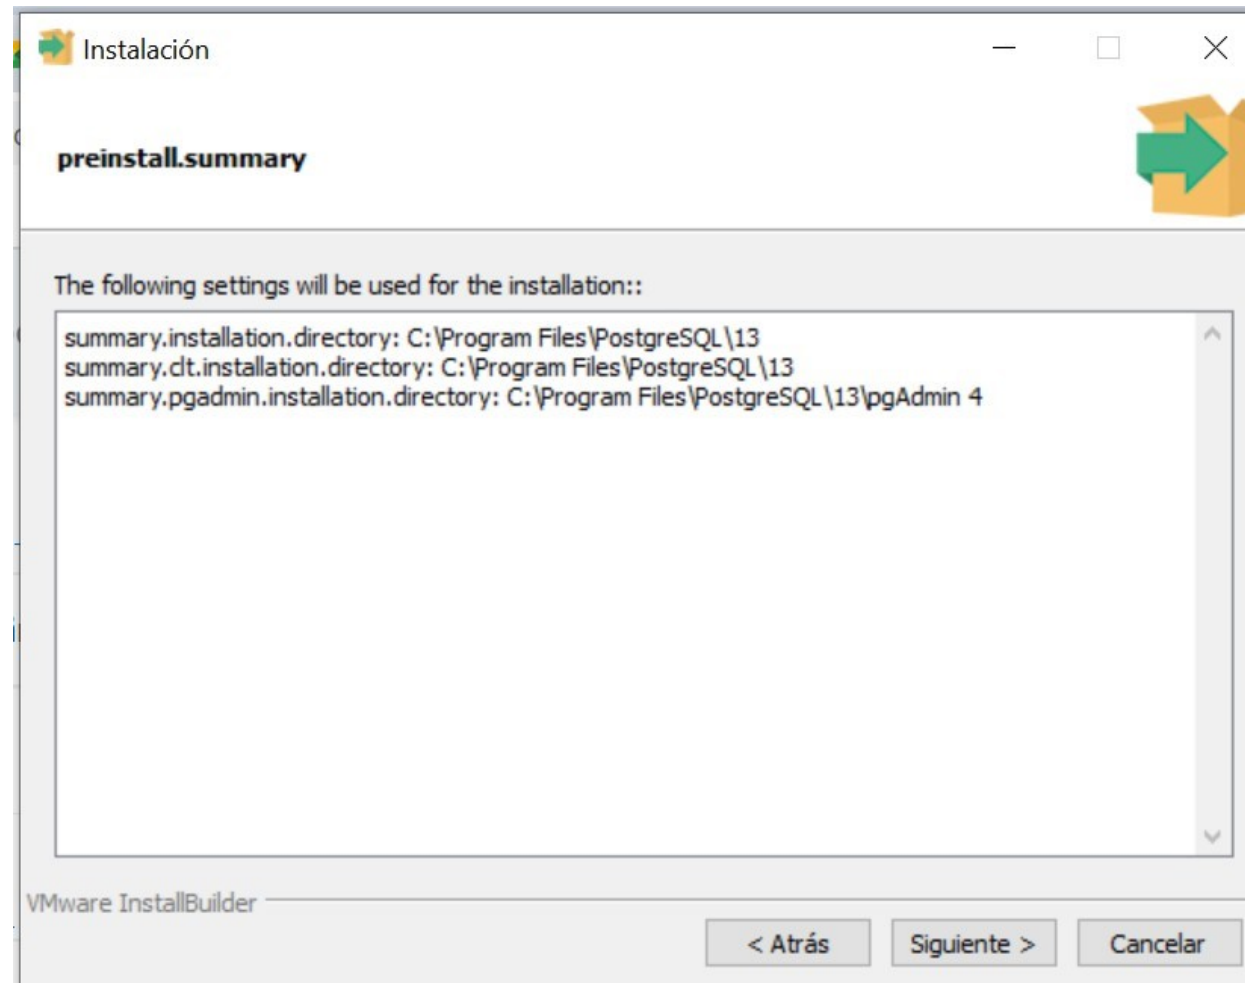 Instalación
preinstall.summary
The following settings will be used for the installation::
summary.installation.directory: C:\Program Files\PostgreSQL\13
summary.clt.installation.directory: C:\Program Files\PostgreSQL\13
summary.pgadmin.installation.directory: C:\Program Files\PostgreSQL\13\pgAdmin 4
VMware InstallBuilder
< Atrás
Siguiente >
Cancelar